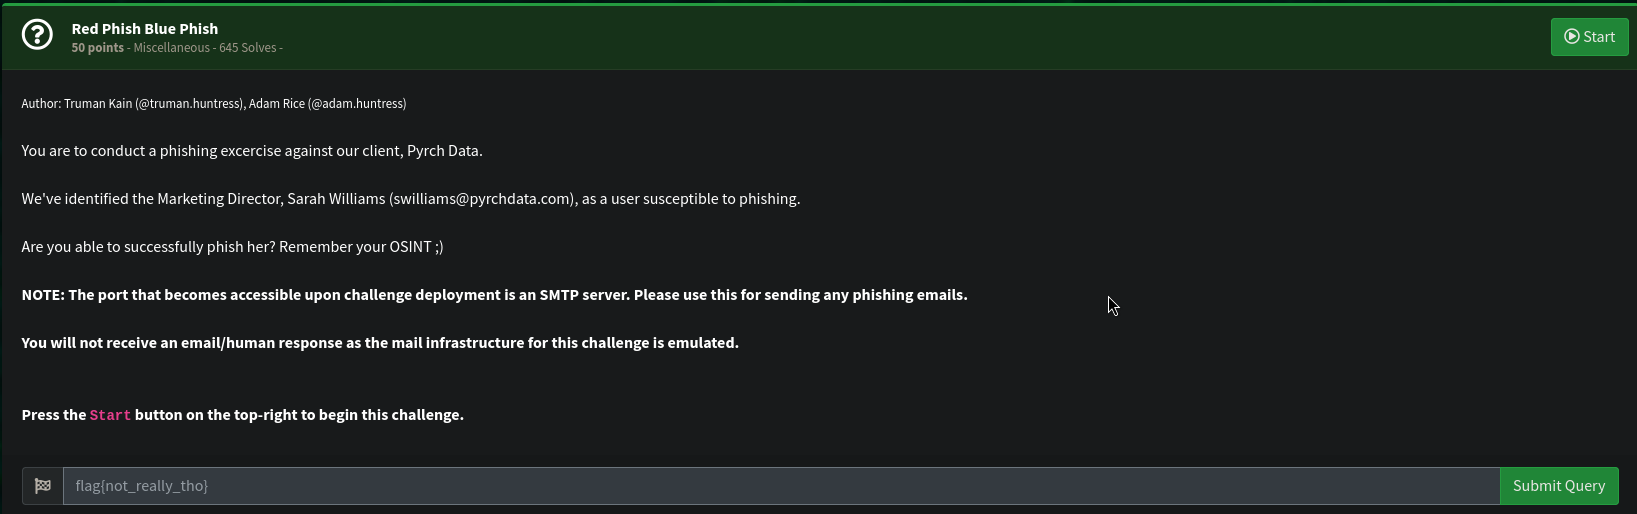 Red Phish Blue Phish
50 points - Miscellaneous - 645 Solves -
Start
Author: Truman Kain (@truman.huntress), Adam Rice (@adam.huntress)
You are to conduct a phishing excercise against our client, Pyrch Data.
We've identified the Marketing Director, Sarah Williams (swilliams@pyrchdata.com), as a user susceptible to phishing.
Are you able to successfully phish her? Remember your OSINT ;)
NOTE: The port that becomes accessible upon challenge deployment is an SMTP server. Please use this for sending any phishing emails.
You will not receive an email/human response as the mail infrastructure for this challenge is emulated.
Press the Start button on the top-right to begin this challenge.
flag{not_really_tho}
Submit Query